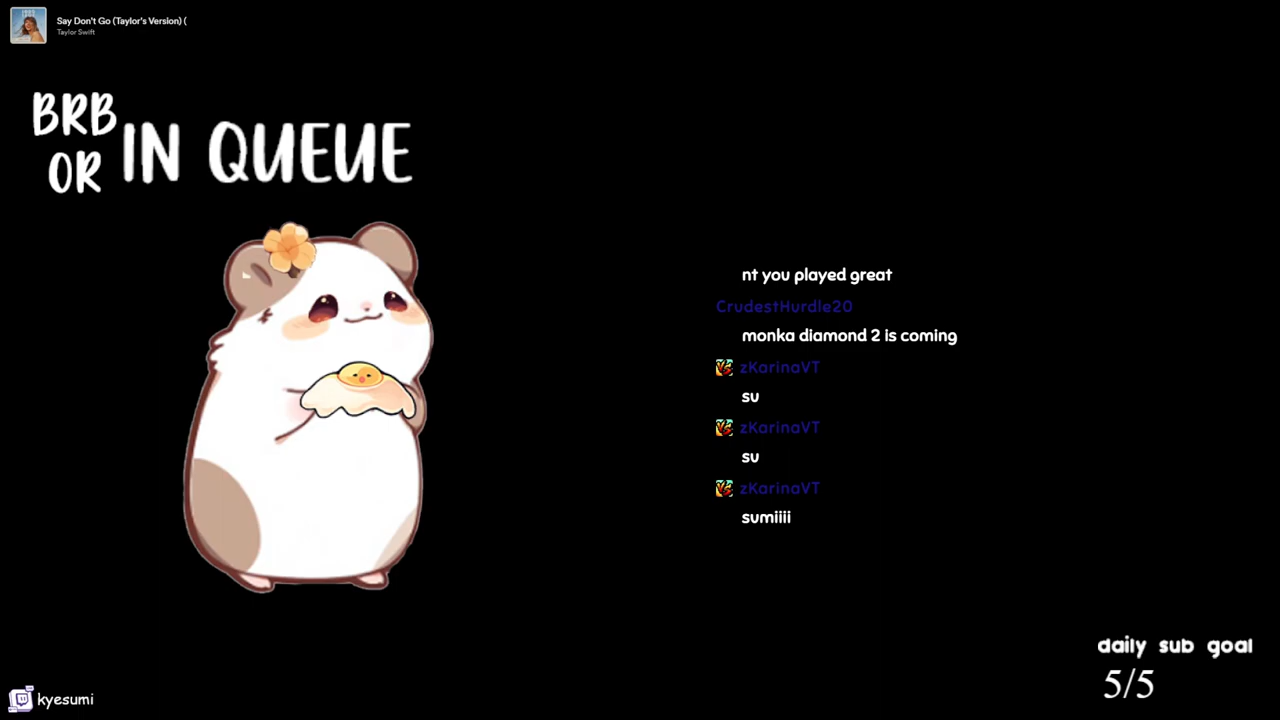 Say Don't Go (Taylor's Version) (
Taylor Swift
BRB
OR
IN QUEUE
nt you played great
CrudestHurdle20
monka diamond 2 is coming
zKarinaVT
su
zKarinaVT
su
zKarinaVT
sumiiii
daily sub goal
5/5
kyesumi